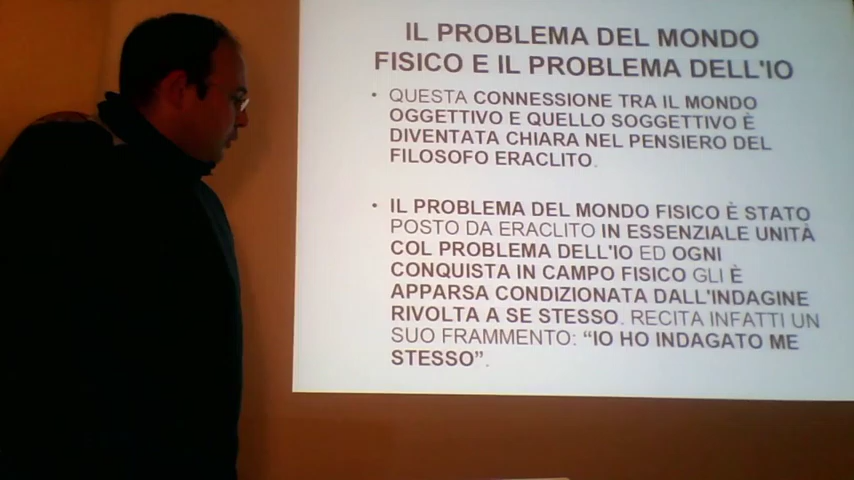 IL PROBLEMA DEL MONDO
FISICO E IL PROBLEMA DELL'IO
• QUESTA CONNESSIONE TRA IL MONDO
OGGETTIVO E QUELLO SOGGETTIVO È
DIVENTATA CHIARA NEL PENSIERO DEL
FILOSOFO ERACLITO.
• IL PROBLEMA DEL MONDO FISICO È STATO
POSTO DA ERACLITO IN ESSENZIALE UNITÀ
COL PROBLEMA DELL'IO ED OGNI
CONQUISTA IN CAMPO FISICO GLI È
APPARSA CONDIZIONATA DALL'INDAGINE
RIVOLTA A SE STESSO. RECITA INFATTI UN
SUO FRAMMENTO: “IO HO INDAGATO ME
STESSO”.